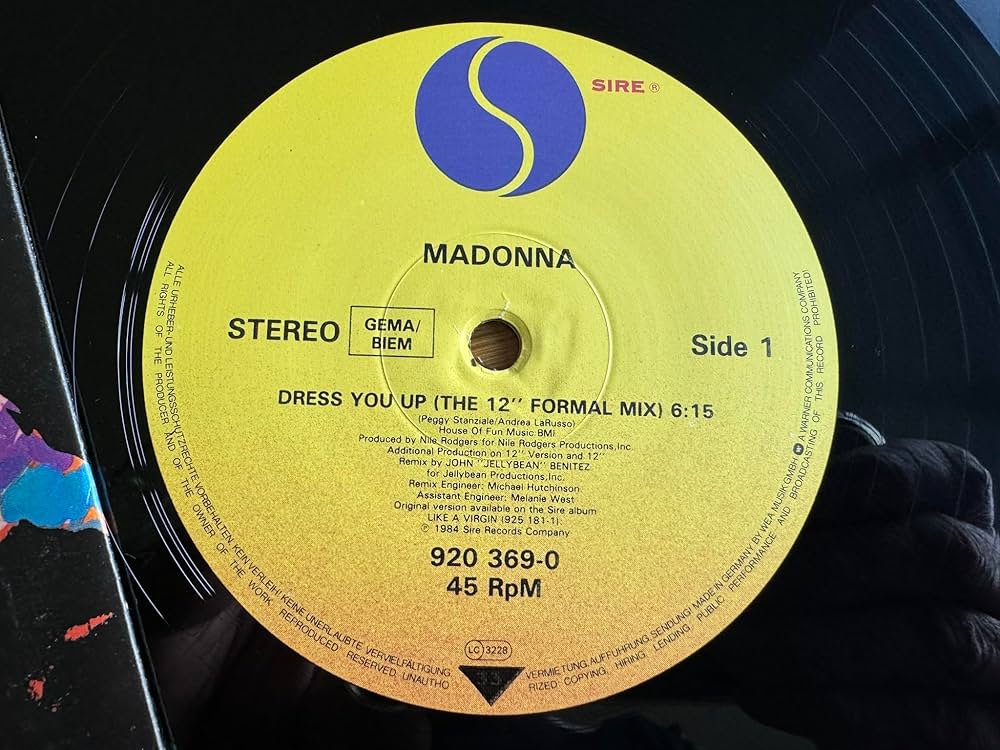 SIRE ®
MADONNA
STEREO
GEMA/
BIEM
Side 1
DRESS YOU UP (THE 12'' FORMAL MIX) 6:15
(Peggy Stanziale/Andrea LaRusso)
House Of Fun Music BMI
Produced by Nile Rodgers for Nile Rodgers Productions,Inc.
Additional Production on 12'' Version and 12''
Remix by JOHN "JELLYBEAN" BENITEZ
for Jellybean Productions,Inc.
Remix Engineer: Michael Hutchinson
Assistant Engineer: Melanie West
Original version available on the Sire album
LIKE A VIRGIN (925 181-1)
℗ 1984 Sire Records Company
920 369-0
45 RpM
LC 3228
ALLE URHEBER-UND LEISTUNGSSCHUTZRECHTE VORBEHALTEN. KEIN VERLEIH! KEINE UNERLAUBTE VERVIELFÄLTIGUNG,
VERMIETUNG, AUFFÜHRUNG, SENDUNG! MADE IN GERMANY BY WEA MUSIK GMBH A WARNER COMMUNICATIONS COMPANY
ALL RIGHTS OF THE PRODUCER AND OF THE OWNER OF THE WORK REPRODUCED RESERVED. UNAUTHO
RIZED COPYING, HIRING, LENDING, PUBLIC PERFORMANCE AND BROADCASTING OF THIS RECORD PROHIBITED!